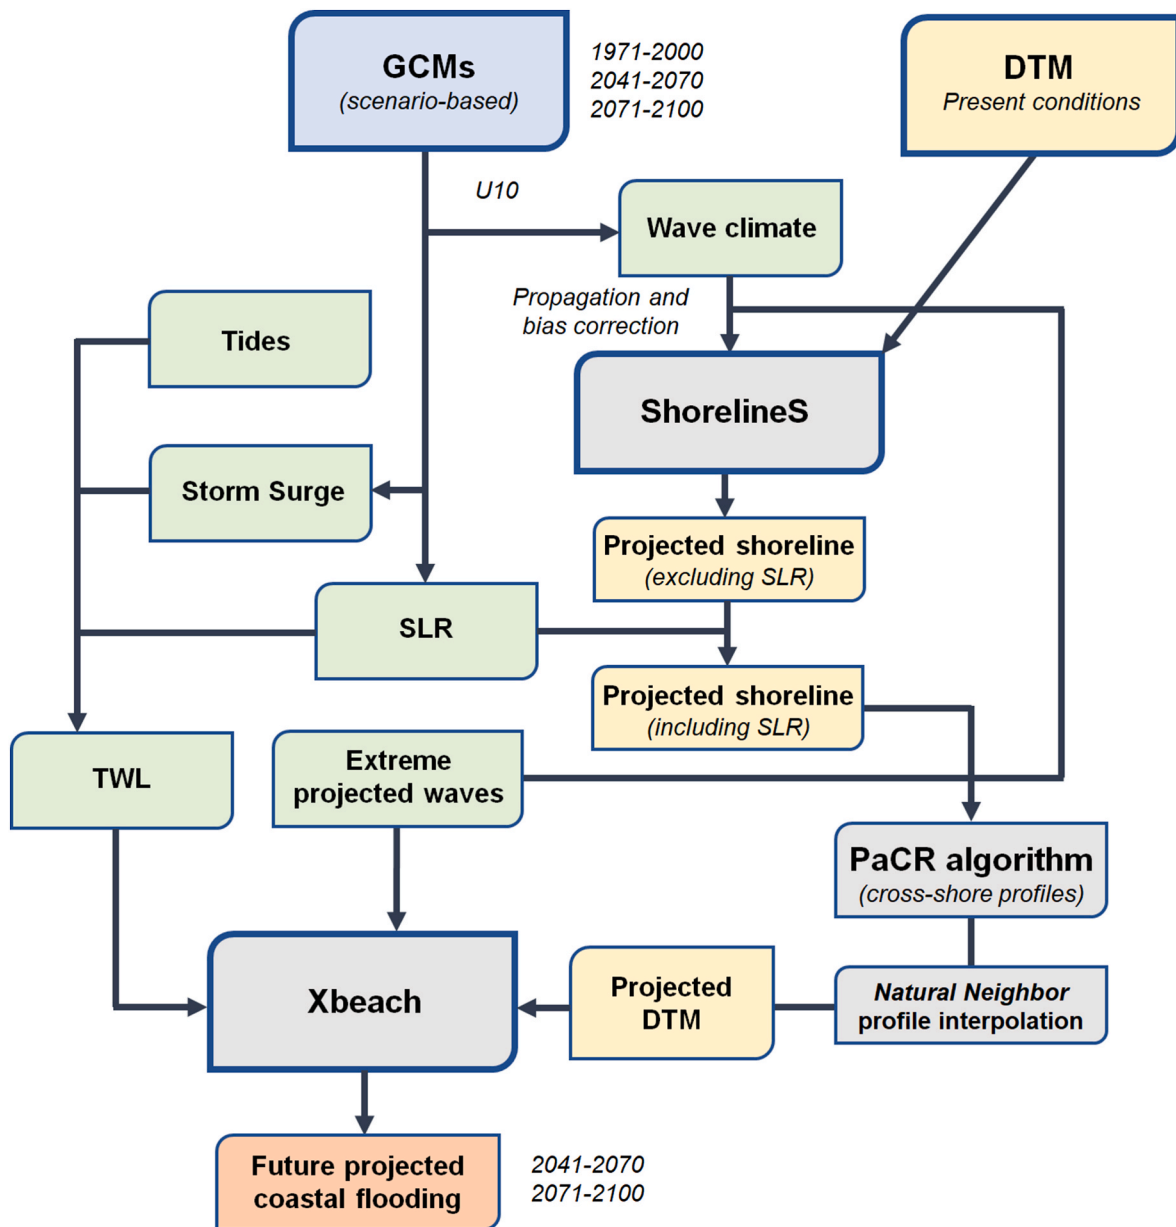 GCMs
(scenario-based)
1971-2000
2041-2070
2071-2100
DTM
Present conditions
U10
Wave climate
Propagation and
bias correction
Tides
ShorelineS
Storm Surge
Projected shoreline
(excluding SLR)
SLR
Projected shoreline
(including SLR)
TWL
Extreme
projected waves
PaCR algorithm
(cross-shore profiles)
Xbeach
Projected
DTM
Natural Neighbor
profile interpolation
Future projected
coastal flooding
2041-2070
2071-2100